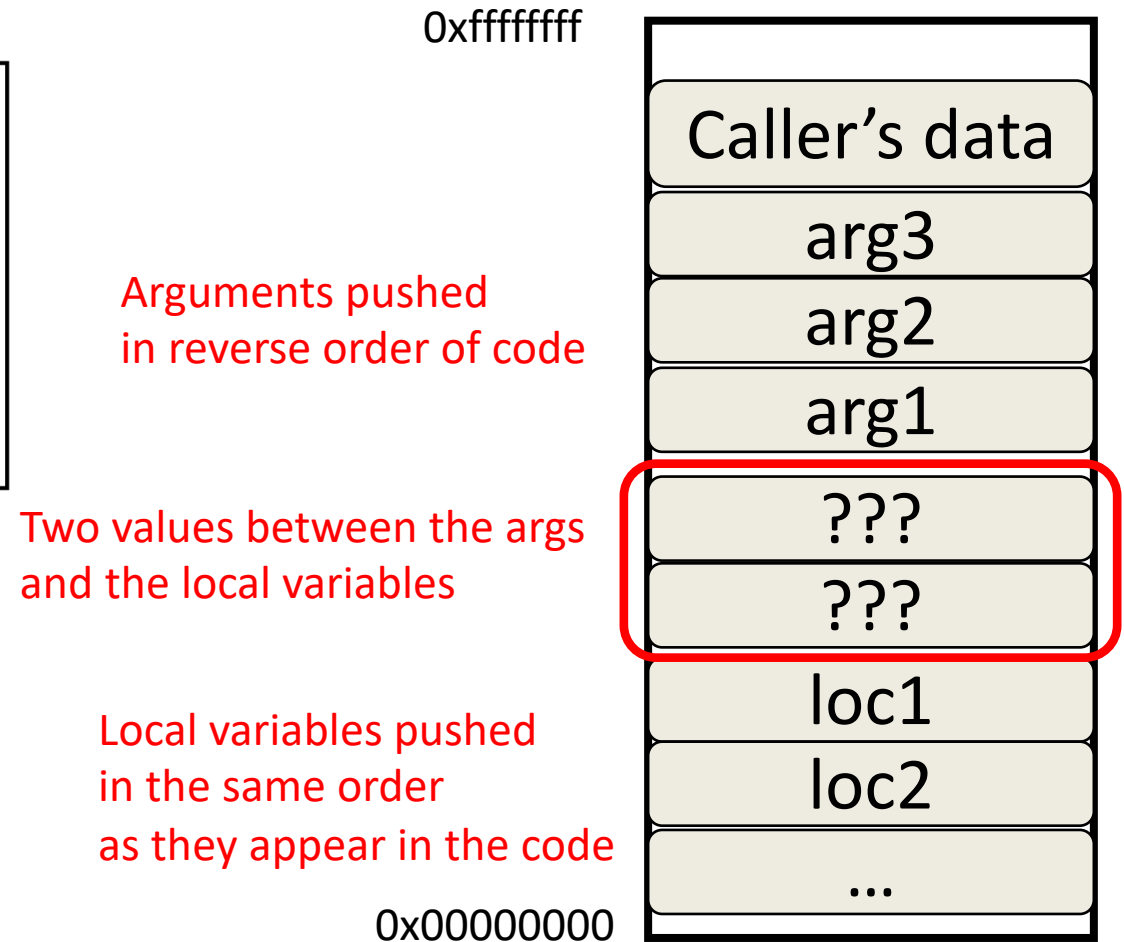 0xffffffff
Caller’s data
arg3
Arguments pushed
in reverse order of code
arg2
arg1
Two values between the args
and the local variables
???
???
loc1
Local variables pushed
in the same order
as they appear in the code
loc2
...
0x00000000